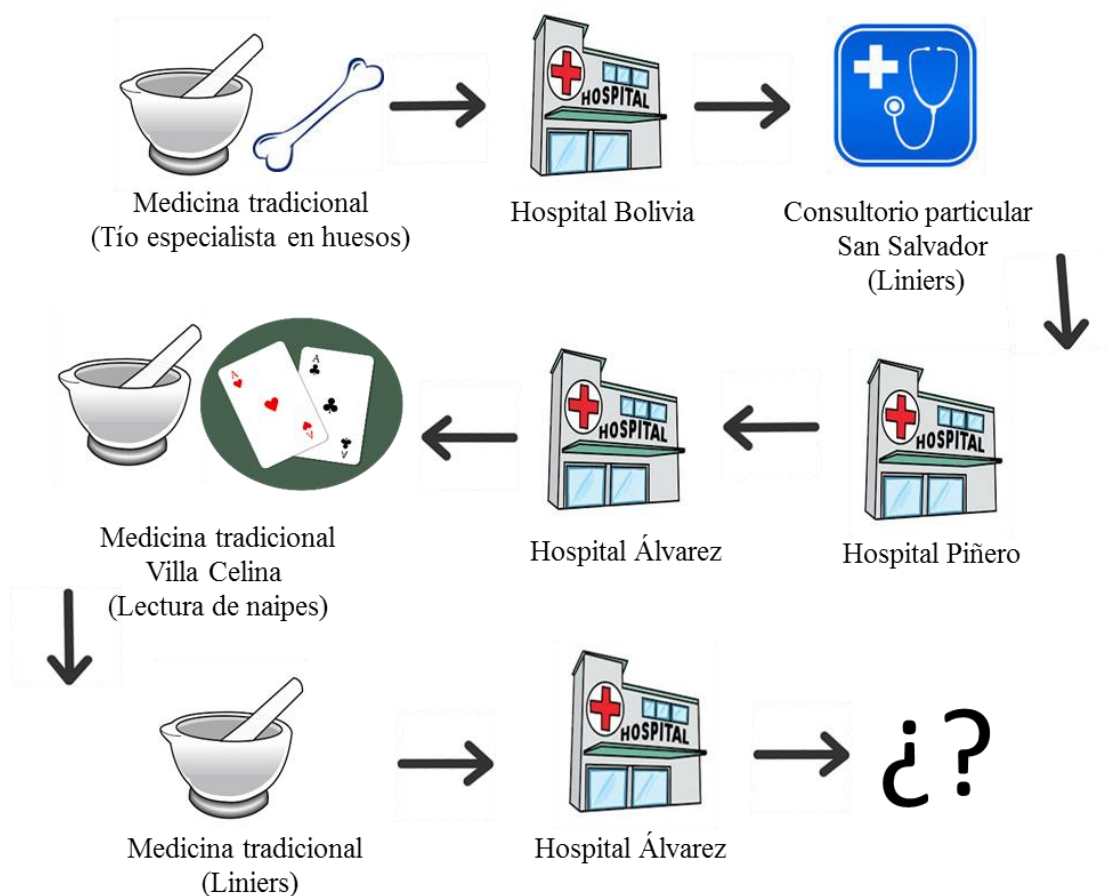 HOSPITAL
Medicina tradicional
(Tío especialista en huesos)
Hospital Bolivia
Consultorio particular
San Salvador
(Liniers)
A
A
A
A
HOSPITAL
HOSPITAL
Medicina tradicional
Villa Celina
(Lectura de naipes)
Hospital Álvarez
Hospital Piñero
HOSPITAL
¿?
Medicina tradicional
(Liniers)
Hospital Álvarez